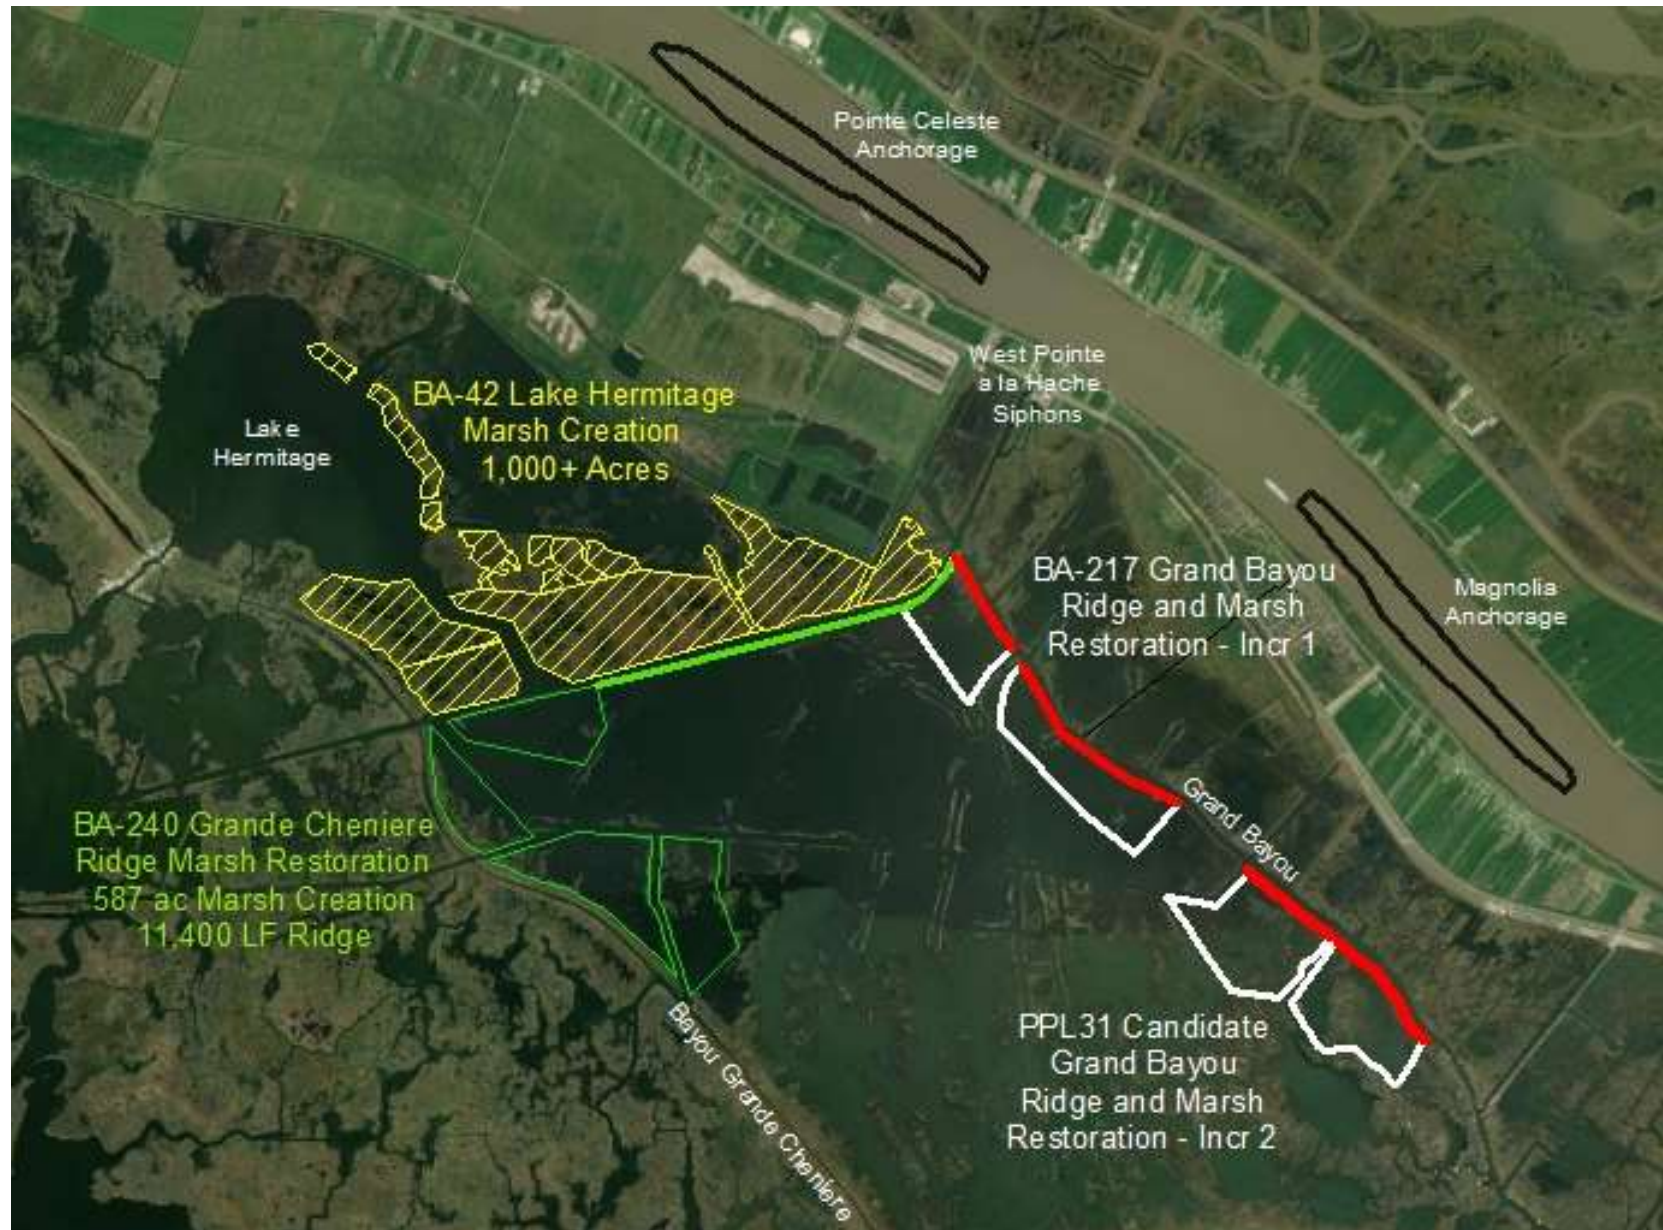 Pointe Celeste
Anchorage
West Pointe
a la Hache
Siphons
BA-42 Lake Hermitage
Marsh Creation
1,000+ Acres
Lake
Hermitage
BA-217 Grand Bayou
Ridge and Marsh
Restoration - Incr 1
Magnolia
Anchorage
Grand Bayou
BA-240 Grande Cheniere
Ridge Marsh Restoration
587 ac Marsh Creation
11,400 LF Ridge
PPL31 Candidate
Grand Bayou
Ridge and Marsh
Restoration - Incr 2
Bayou Grande Cheniere